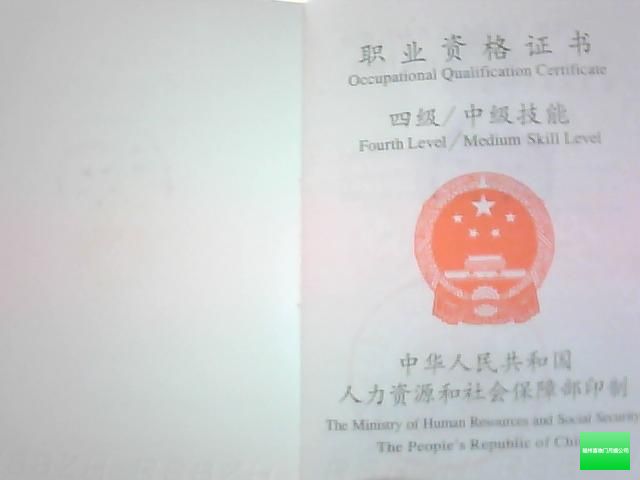 职业资格证书
Occupational Qualification Certificate
四级/中级技能
Fourth Level/Medium Skill Level
中华人民共和国
人力资源和社会保障部印制
The Ministry of Human Resources and Social Security
The People's Republic of